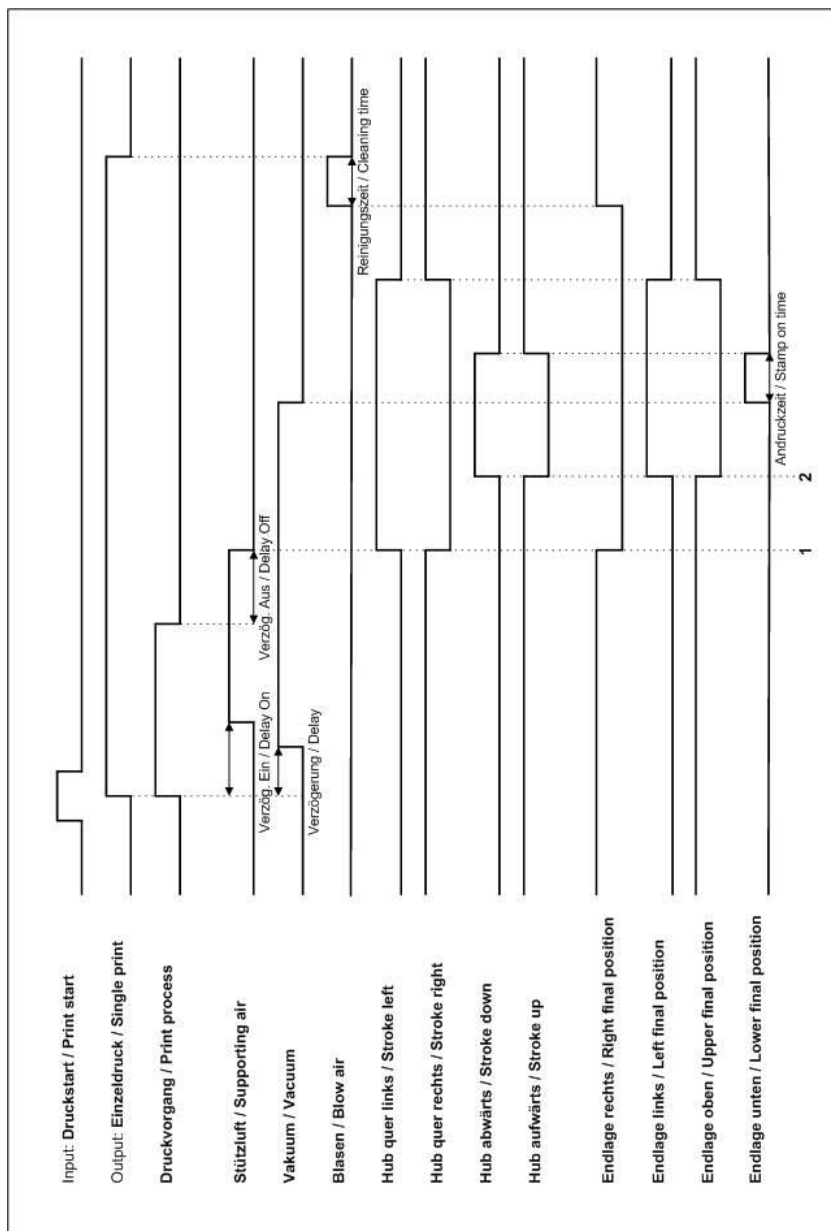 Input: Druckstart / Print start
Output: Einzeldruck / Single print
Druckvorgang / Print process
Stützluft / Supporting air
Verzög. Ein / Delay On
Verzög. Aus / Delay Off
Vakuum / Vacuum
Verzögerung / Delay
Blasen / Blow air
Reinigungszeit / Cleaning time
Hub quer links / Stroke left
Hub quer rechts / Stroke right
Hub abwärts / Stroke down
Hub aufwärts / Stroke up
Endlage rechts / Right final position
Endlage links / Left final position
Endlage oben / Upper final position
Endlage unten / Lower final position
Andruckzeit / Stamp on time
1
2